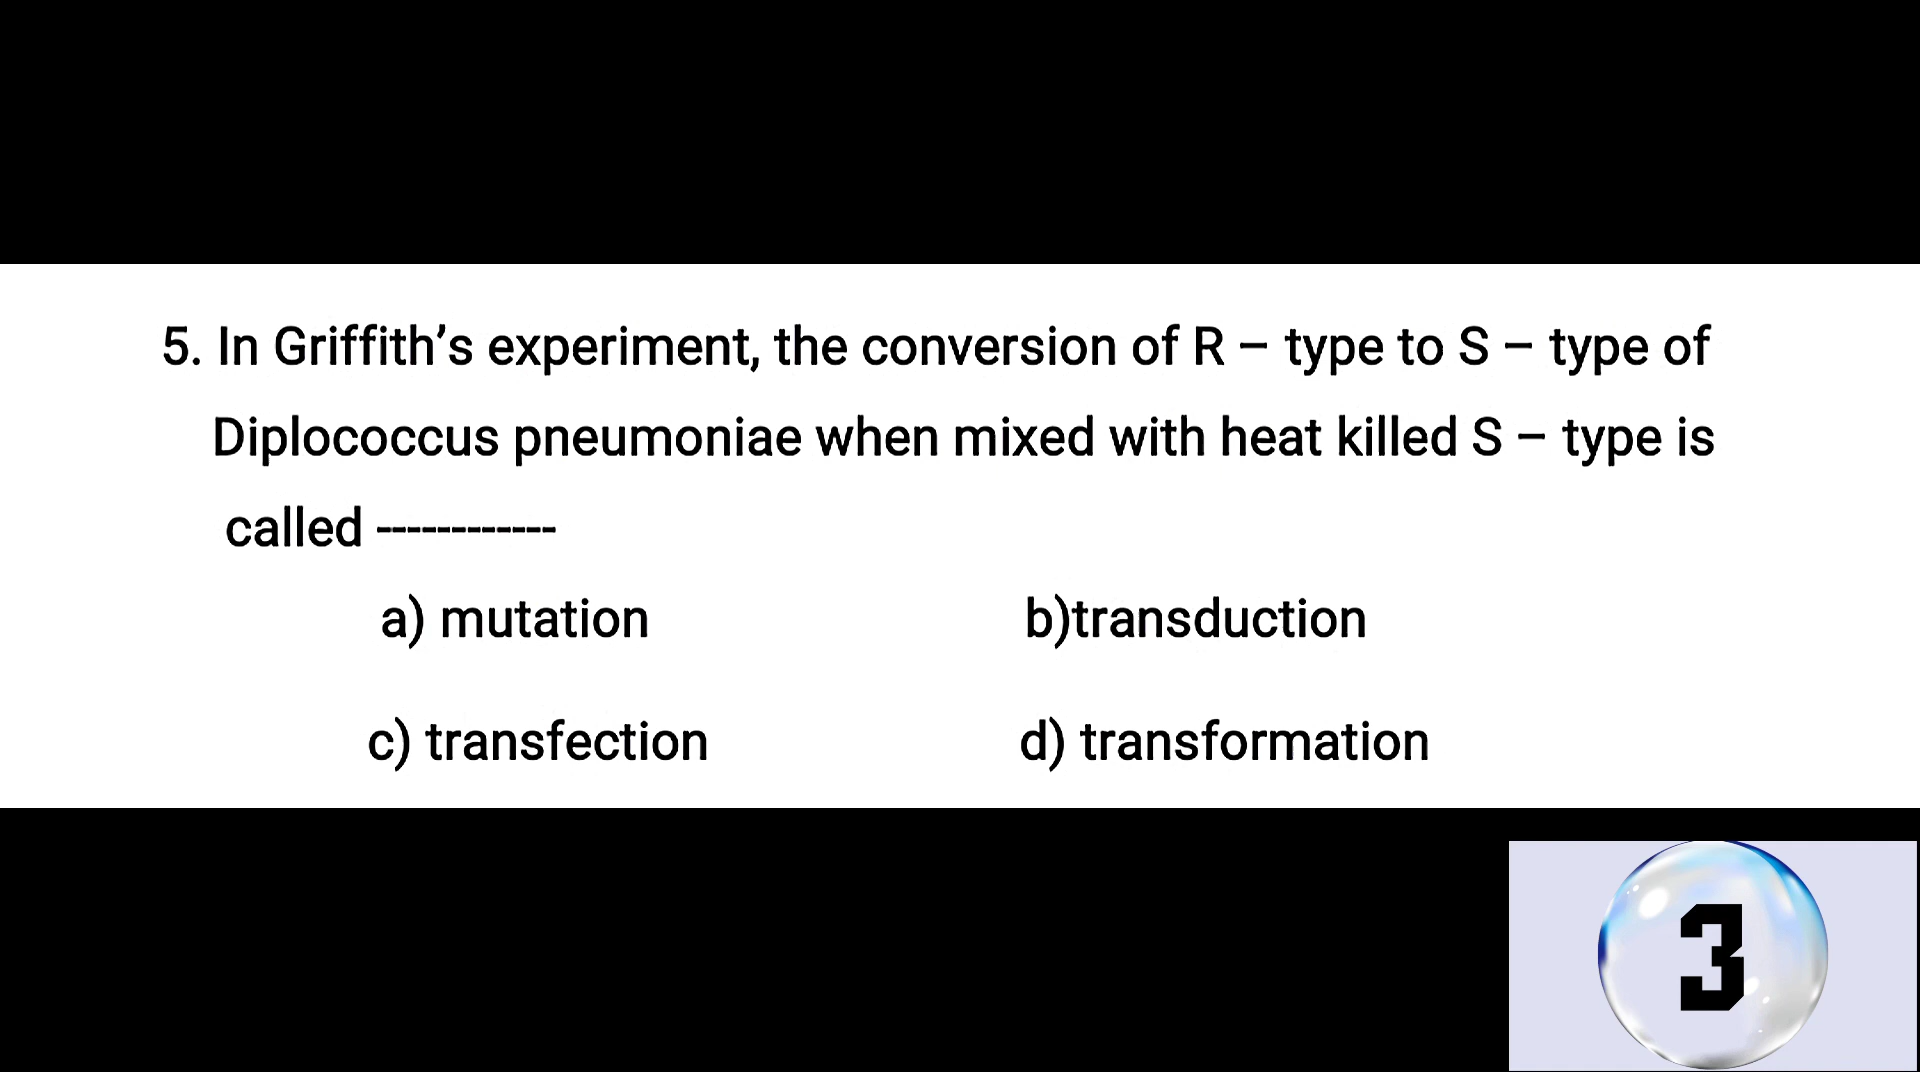 5. In Griffith’s experiment, the conversion of R – type to S – type of
Diplococcus pneumoniae when mixed with heat killed S – type is
called ------------
a) mutation b)transduction
c) transfection d) transformation
3